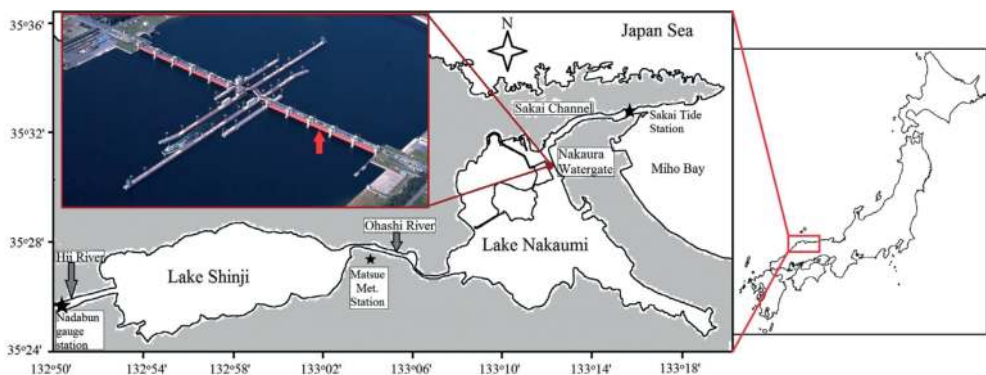 35°36'
35°32'
35°28'
35°24'
N
Japan Sea
Sakai Channel
Sakai Tide
Station
Nakaura
Watergate
Miho Bay
Ohashi River
Hii River
Lake Shinji
Lake Nakaumi
Matsue
Met.
Station
Nadabun
gauge
station
132°50'
132°54'
132°58'
133°02'
133°06'
133°10'
133°14'
133°18'